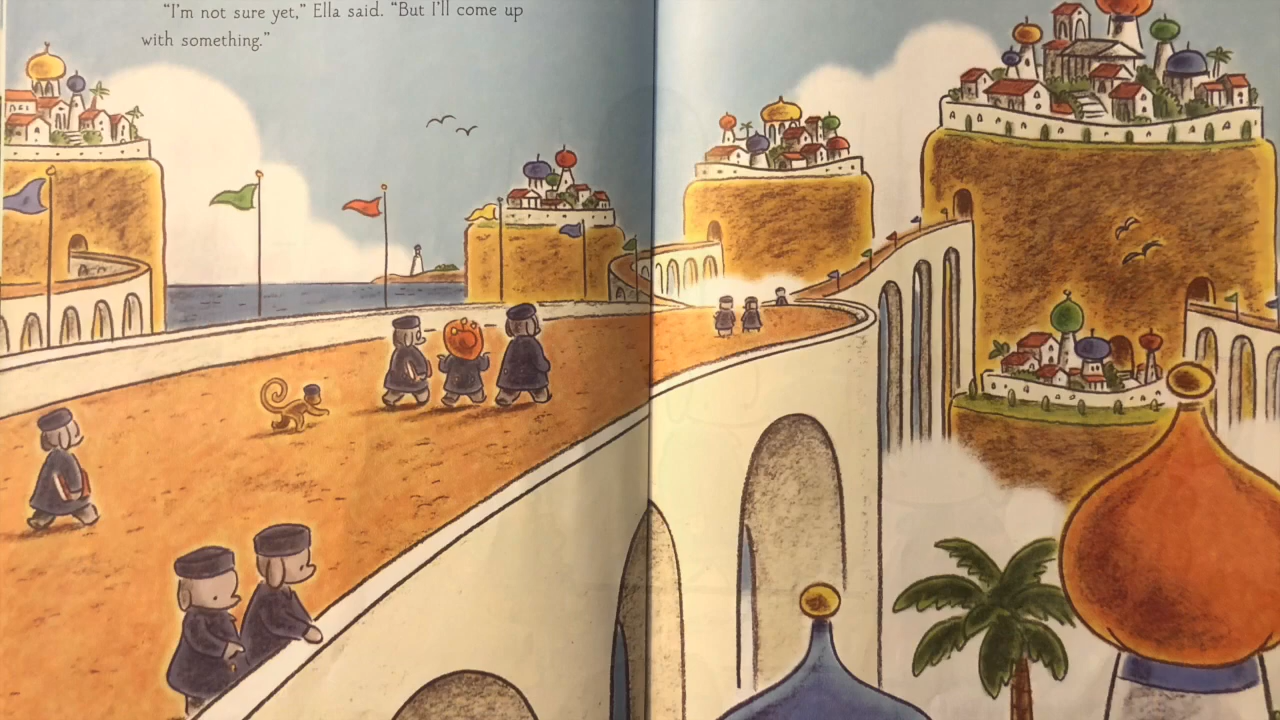 “I’m not sure yet,” Ella said. “But I’ll come up
with something.”